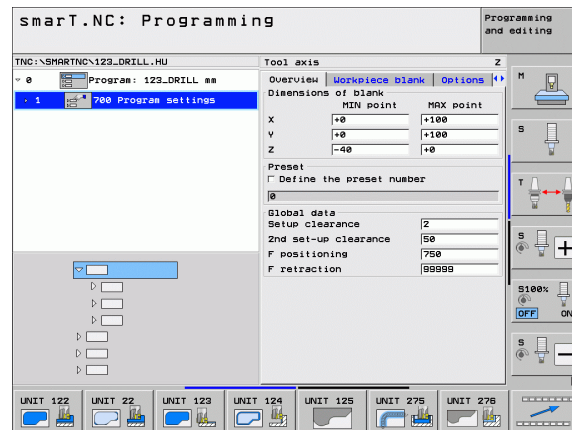 smarT.NC: Programming
Programming
and editing
TNC:\SMARTNC\123_DRILL.HU
Tool axis Z
0 Program: 123_DRILL mm
1 700 Program settings
Overview Workpiece blank Options
Dimensions of blank
MIN point MAX point
X +0 +100
Y +0 +100
Z -40 +0
Preset
Define the preset number
0
Global data
Setup clearance 2
2nd set-up clearance 50
F positioning 750
F retraction 99999
M
S
T
S
S100%
OFF ON
S
UNIT 122 UNIT 22 UNIT 123 UNIT 124 UNIT 125 UNIT 275 UNIT 276